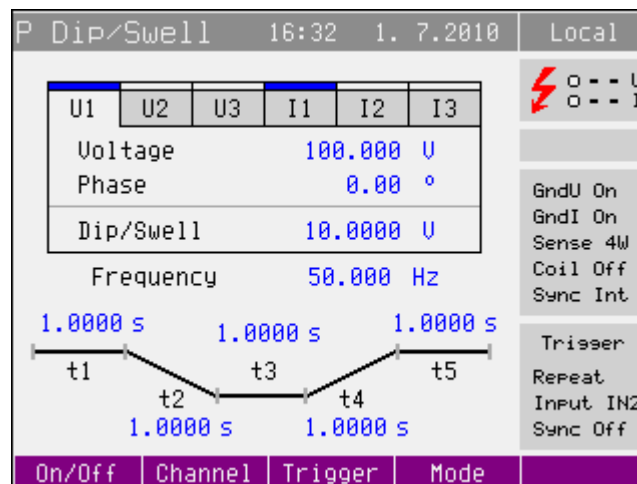 P Dip/Swell 16:32 1. 7.2010 Local
U1 U2 U3 I1 I2 I3
Voltage 100.000 V
Phase 0.00 °
Dip/Swell 10.0000 V
Frequency 50.000 Hz
1.0000 s 1.0000 s 1.0000 s
t1 t2 t3 t4 t5
1.0000 s 1.0000 s
GndU On
GndI On
Sense 4W
Coil Off
Sync Int
Trigger
Repeat
Input IN2
Sync Off
On/Off Channel Trigger Mode